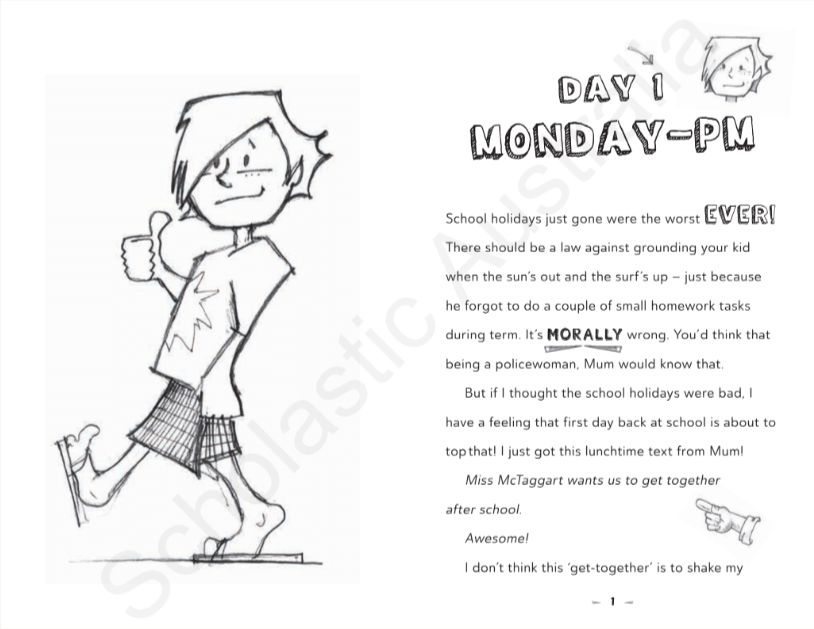 DAY 1
MONDAY–PM
School holidays just gone were the worst EVER!
There should be a law against grounding your kid
when the sun's out and the surf's up – just because
he forgot to do a couple of small homework tasks
during term. It's MORALLY wrong. You'd think that
being a policewoman, Mum would know that.
But if I thought the school holidays were bad, I
have a feeling that first day back at school is about to
top that! I just got this lunchtime text from Mum!
Miss McTaggart wants us to get together
after school.
Awesome!
I don't think this 'get-together' is to shake my
– 1 –
Scholastic Australia